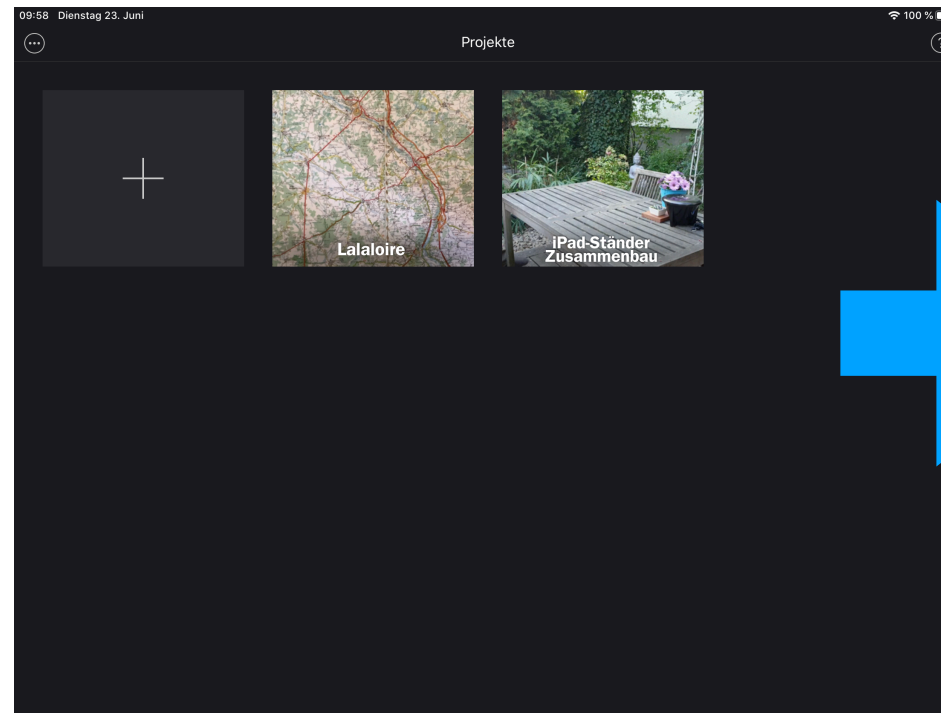 09:58 Dienstag 23. Juni
100 %
Projekte
Lalaloire
iPad-Ständer
Zusammenbau